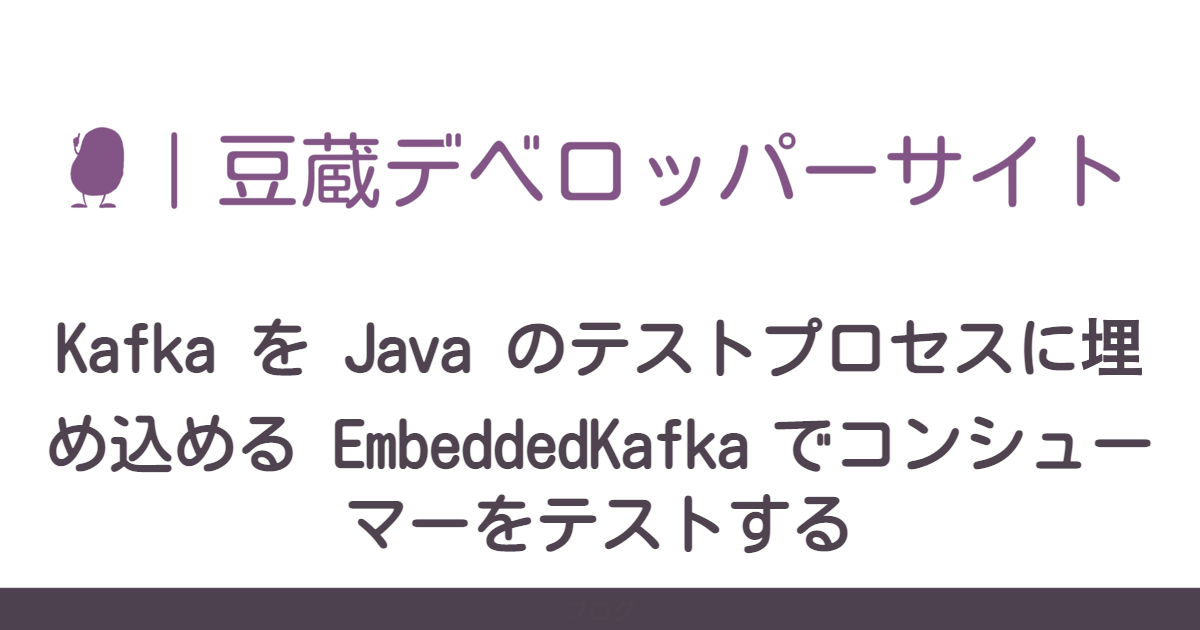 ｜豆蔵デベロッパーサイト
Kafka を Java のテストプロセスに埋
め込める EmbeddedKafka でコンシュー
マーをテストする